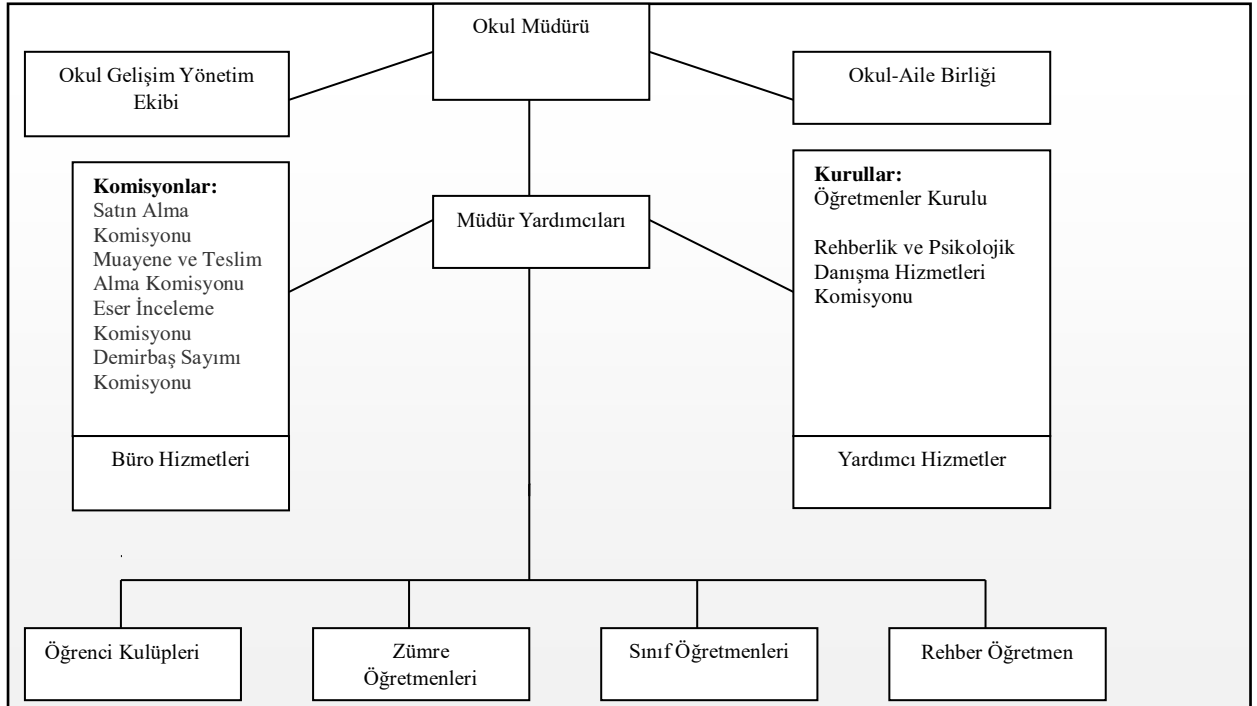 Okul Müdürü
Okul Gelişim Yönetim
Ekibi
Okul-Aile Birliği
Komisyonlar:
Satın Alma
Komisyonu
Muayene ve Teslim
Alma Komisyonu
Eser İnceleme
Komisyonu
Demirbaş Sayımı
Komisyonu
Müdür Yardımcıları
Kurullar:
Öğretmenler Kurulu
Rehberlik ve Psikolojik
Danışma Hizmetleri
Komisyonu
Büro Hizmetleri
Yardımcı Hizmetler
Öğrenci Kulüpleri
Zümre
Öğretmenleri
Sınıf Öğretmenleri
Rehber Öğretmen